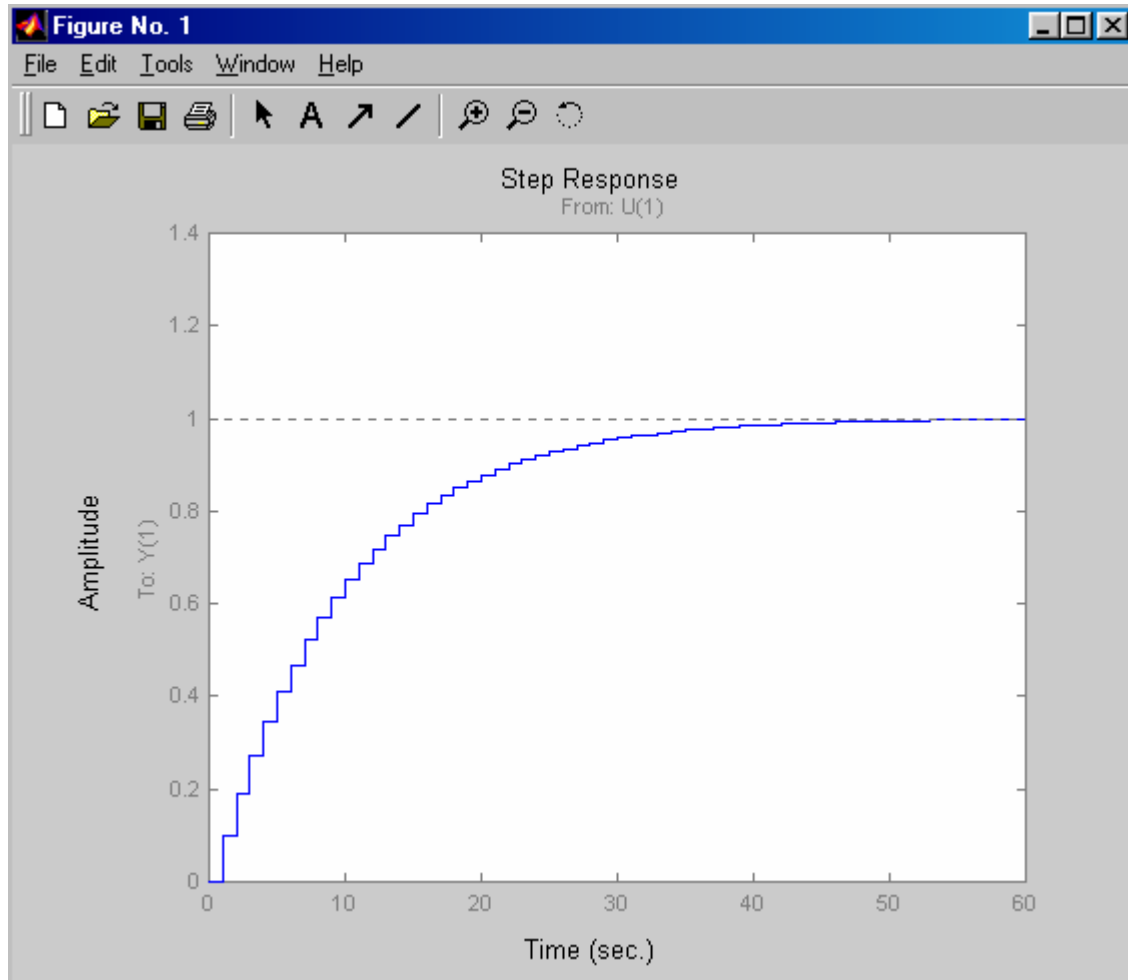 Figure No. 1
File Edit Tools Window Help
A
Step Response
From: U(1)
1.4
1.2
1
0.8
0.6
0.4
0.2
0
Amplitude
To: Y(1)
0 10 20 30 40 50 60
Time (sec.)